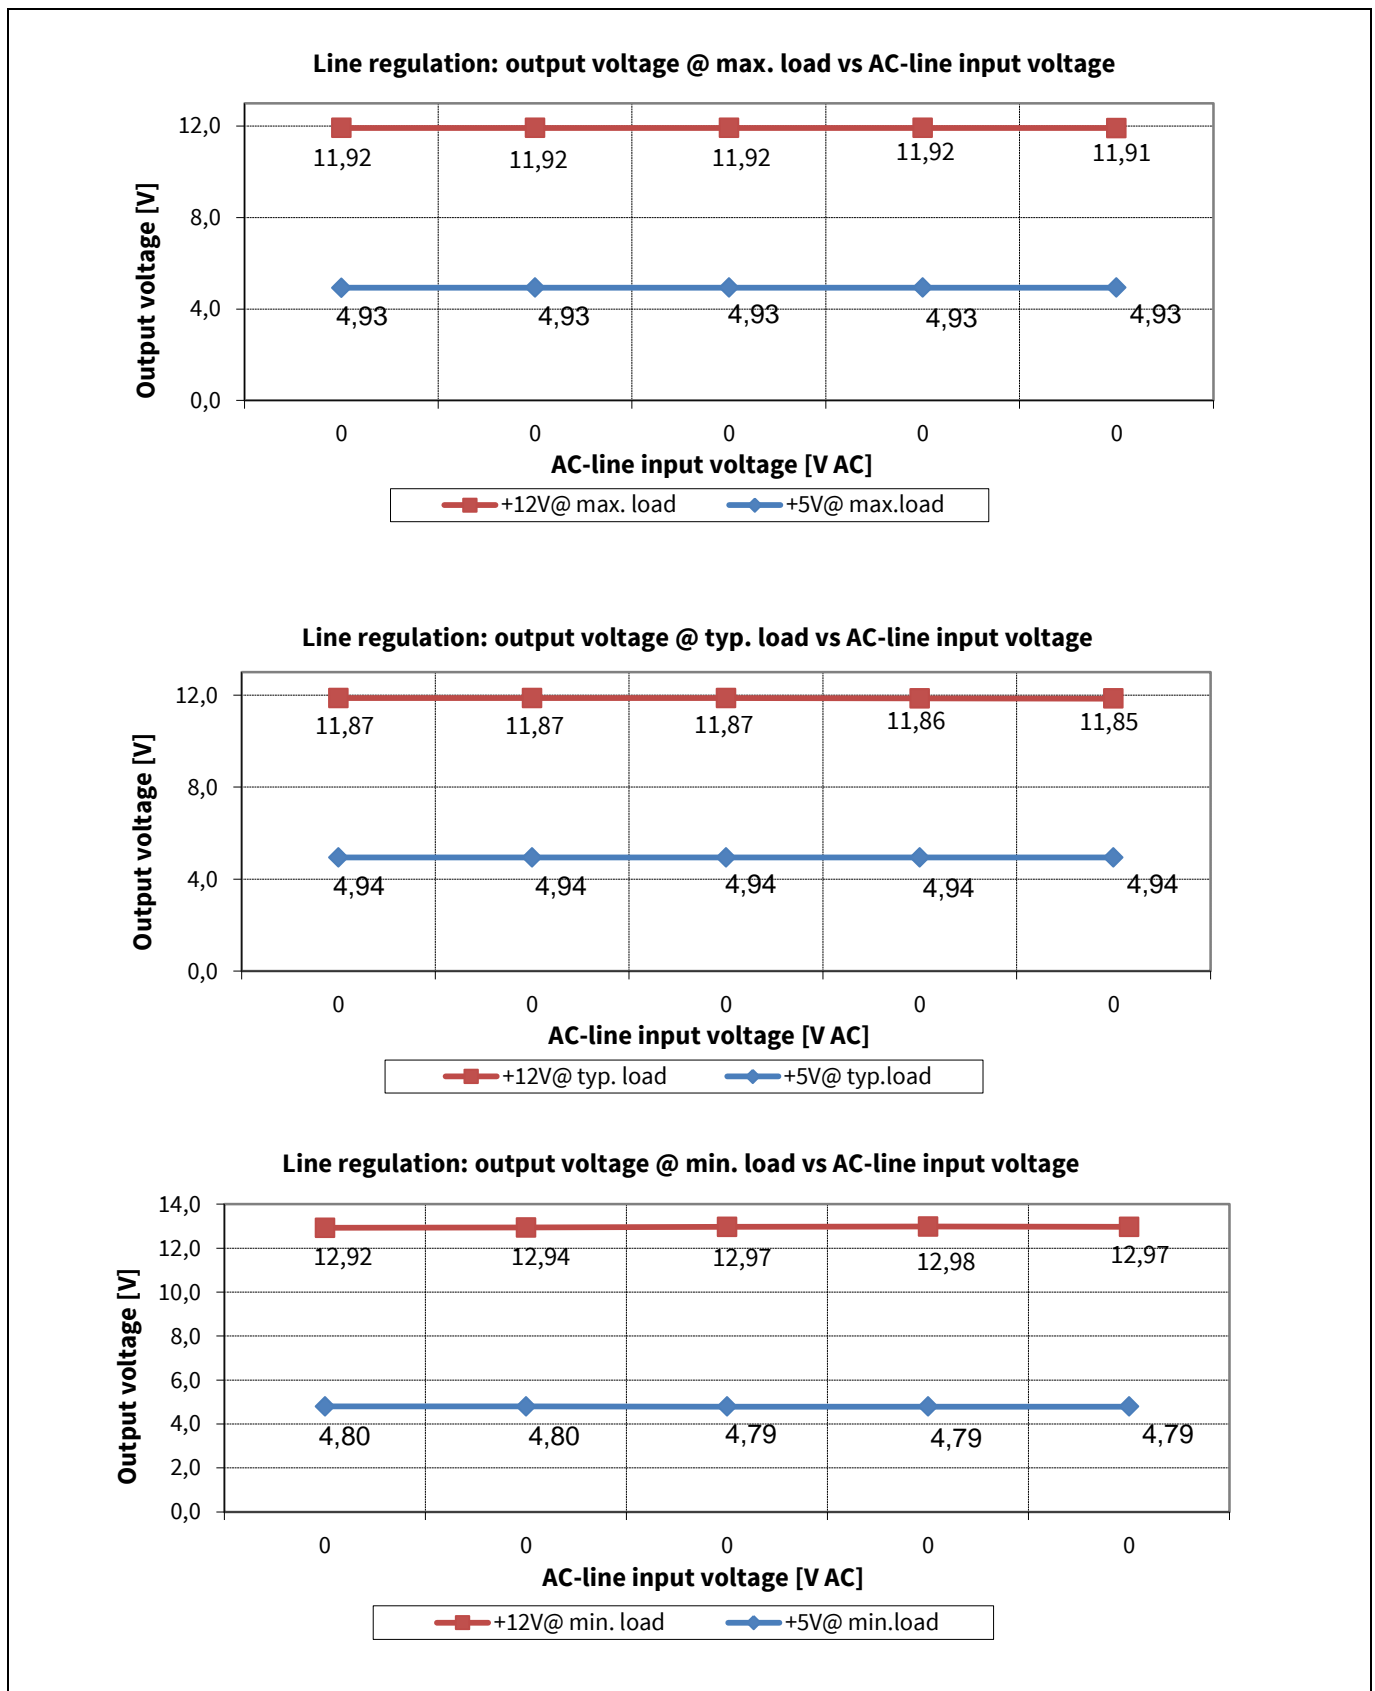 Line regulation: output voltage @ max. load vs AC-line input voltage
Output voltage [V]
12,0
8,0
4,0
0,0
11,92 11,92 11,92 11,92 11,91
4,93 4,93 4,93 4,93 4,93
0 0 0 0 0
AC-line input voltage [V AC]
+12V@ max. load +5V@ max.load
Line regulation: output voltage @ typ. load vs AC-line input voltage
Output voltage [V]
12,0
8,0
4,0
0,0
11,87 11,87 11,87 11,86 11,85
4,94 4,94 4,94 4,94 4,94
0 0 0 0 0
AC-line input voltage [V AC]
+12V@ typ. load +5V@ typ.load
Line regulation: output voltage @ min. load vs AC-line input voltage
Output voltage [V]
14,0
12,0
10,0
8,0
6,0
4,0
2,0
0,0
12,92 12,94 12,97 12,98 12,97
4,80 4,80 4,79 4,79 4,79
0 0 0 0 0
AC-line input voltage [V AC]
+12V@ min. load +5V@ min.load